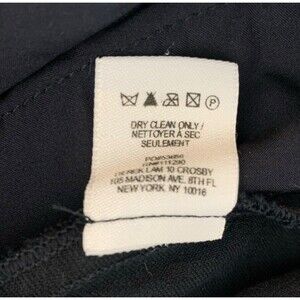 P
DRY CLEAN ONLY/
NETTOYER A SEC
SEULEMENT
DEREK LAM 10 CROSBY
105 MADISON AVE. 8TH FL
NEW YORK, NY 10016